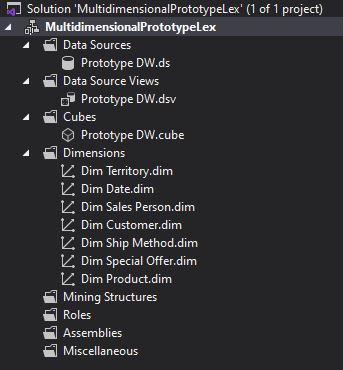 Solution 'MultidimensionalPrototypeLex' (1 of 1 project)
MultidimensionalPrototypeLex
Data Sources
Prototype DW.ds
Data Source Views
Prototype DW.dsv
Cubes
Prototype DW.cube
Dimensions
Dim Territory.dim
Dim Date.dim
Dim Sales Person.dim
Dim Customer.dim
Dim Ship Method.dim
Dim Special Offer.dim
Dim Product.dim
Mining Structures
Roles
Assemblies
Miscellaneous